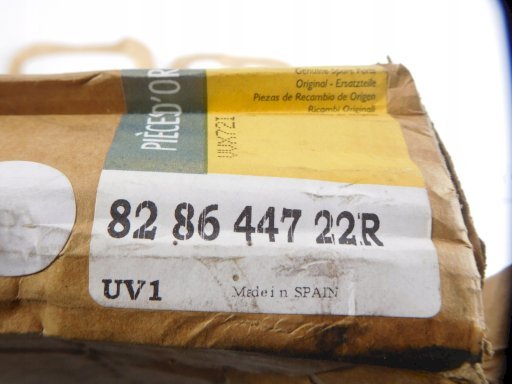 PIÈCES D'OR
Genuine Spare Parts
Original - Ersatzteile
Piezas de Recambio de Origen
Ricambi Originali
UUX721
82 86 447 22R
UV1
Made in SPAIN